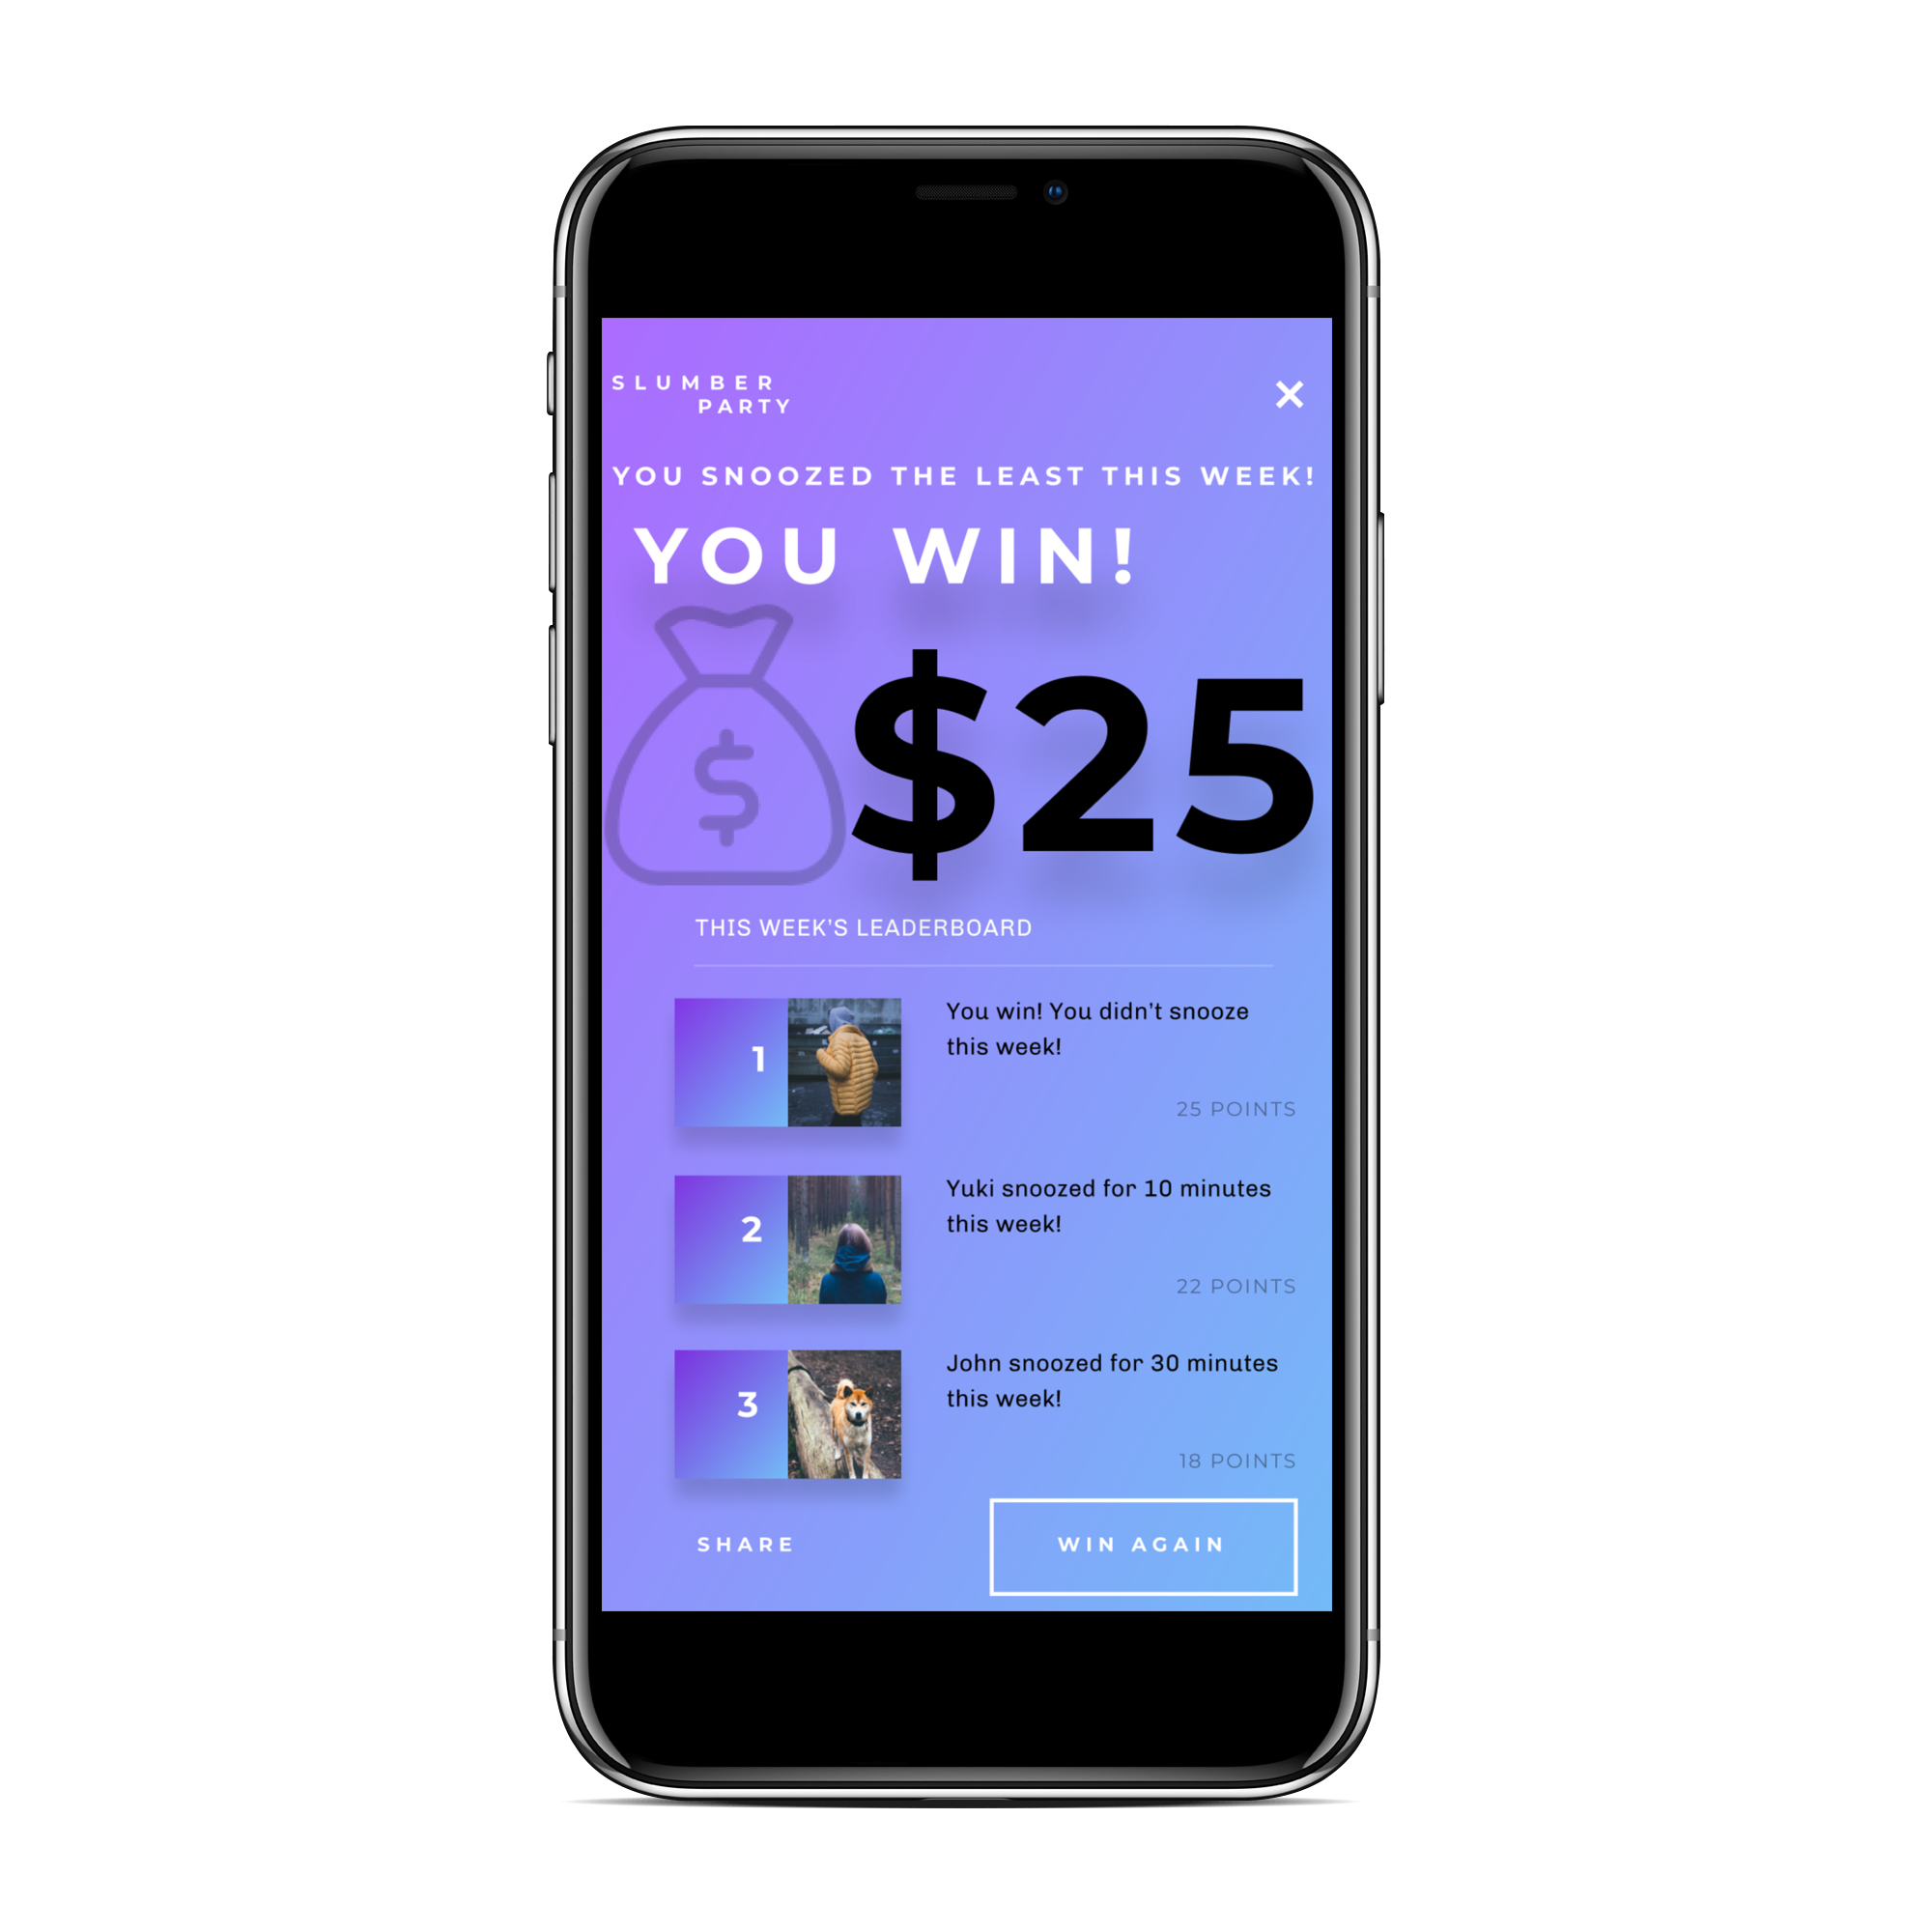 SLUMBER
PARTY
YOU SNOOZED THE LEAST THIS WEEK!
YOU WIN!
$
$25
THIS WEEK'S LEADERBOARD
1
You win! You didn't snooze
this week!
25 POINTS
2
Yuki snoozed for 10 minutes
this week!
22 POINTS
3
John snoozed for 30 minutes
this week!
18 POINTS
SHARE
WIN AGAIN